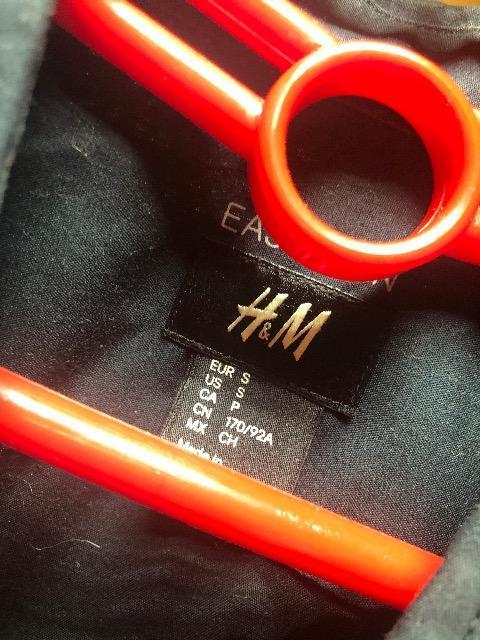 H&M
EUR S
US S
CA P
CN 170/92A
MX CH
Made in